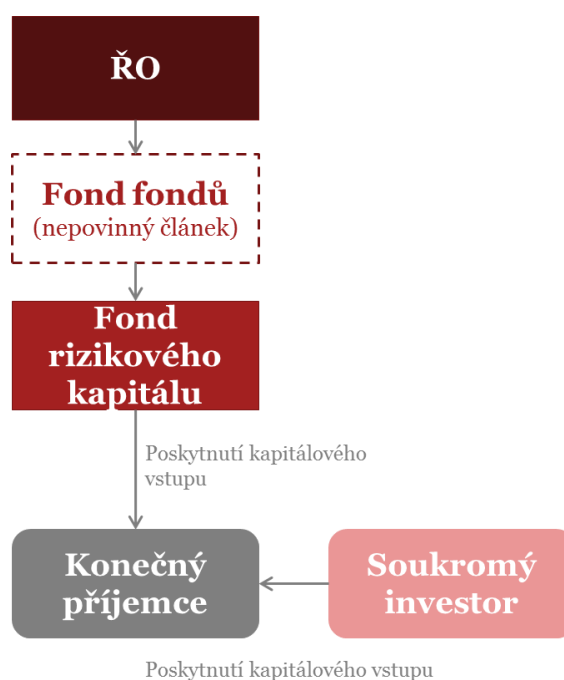 ŘO
Fond fondů
(nepovinný článek)
Fond
rizikového
kapitálu
Poskytnutí kapitálového
vstupu
Konečný
příjemce
Soukromý
investor
Poskytnutí kapitálového vstupu